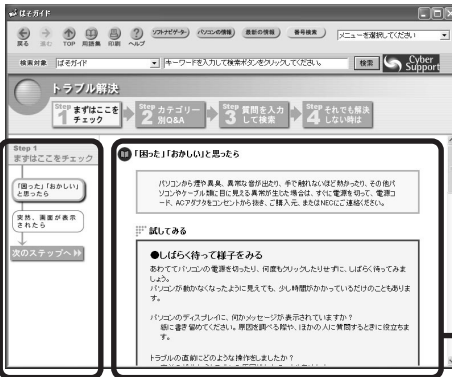 ぱそガイド
戻る 進む TOP 用語集 印刷 ヘルプ
ソフトナビゲータ パソコンの情報 最新の情報 番号検索 メニューを選択してください
検索対象 ぱそガイド キーワードを入力して検索ボタンをクリックしてください。 検索 Cyber Support
トラブル解決
Step 1 まずはここをチェック
Step 2 カテゴリー別Q&A
Step 3 質問を入力して検索
Step 4 それでも解決しない時は
Step 1
まずはここをチェック
「困った」「おかしい」と思ったら
突然、画面が表示されたら
次のステップへ
「困った」「おかしい」と思ったら
パソコンから煙や異臭、異常な音が出たり、手で触れないほど熱かったり、その他パ
ソコンやケーブル類に目に見える異常が生じた場合は、すぐに電源を切って、電源コ
ード、ACアダプタをコンセントから抜き、ご購入元、またはNECにご連絡ください。
試してみる
●しばらく待って様子をみる
あわててパソコンの電源を切ったり、何度もクリックしたりせずに、しばらく待ってみま
しょう。
パソコンが動かなくなったように見えても、少し時間がかかっているだけのこともありま
す。
パソコンのディスプレイに、何かメッセージが表示されていますか?
紙に書き留めてください。原因を調べる際や、ほかの人に質問するときに役立ちま
す。
トラブルの直前にどのような操作をしましたか?